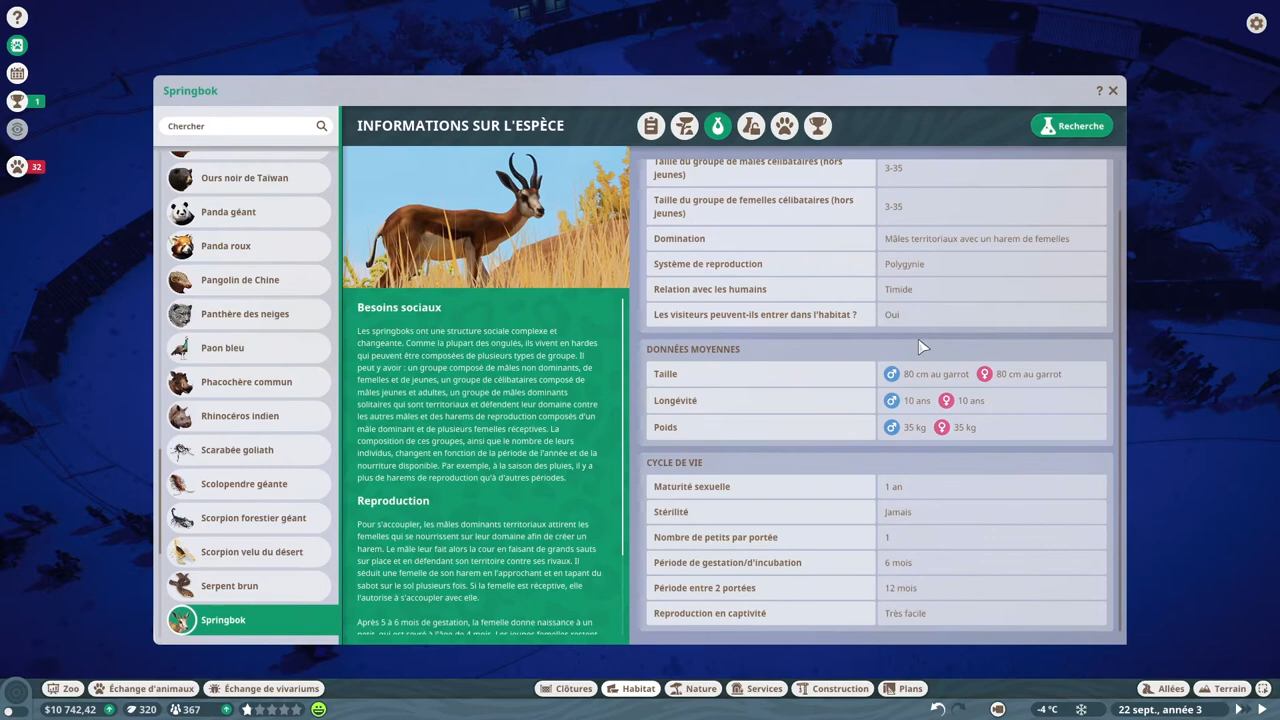 ?
1
32
Springbok
? ×
Chercher
INFORMATIONS SUR L'ESPÈCE
Recherche
Ours noir de Taïwan
Panda géant
Panda roux
Pangolin de Chine
Panthère des neiges
Paon bleu
Phacochère commun
Rhinocéros indien
Scarabée goliath
Scolopendre géante
Scorpion forestier géant
Scorpion velu du désert
Serpent brun
Springbok
Besoins sociaux
Les springboks ont une structure sociale complexe et
changeante. Comme la plupart des ongulés, ils vivent en hardes
qui peuvent être composées de plusieurs types de groupe. Il
peut y avoir : un groupe composé de mâles non dominants, de
femelles et de jeunes, un groupe de célibataires composé de
mâles jeunes et adultes, un groupe de mâles dominants
solitaires qui sont territoriaux et défendent leur domaine contre
les autres mâles et des harems de reproduction composés d'un
mâle dominant et de plusieurs femelles réceptives. La
composition de ces groupes, ainsi que le nombre de leurs
individus, changent en fonction de la période de l'année et de la
nourriture disponible. Par exemple, à la saison des pluies, il y a
plus de harems de reproduction qu'à d'autres périodes.
Reproduction
Pour s'accoupler, les mâles dominants territoriaux attirent les
femelles qui se nourrissent sur leur domaine afin de créer un
harem. Le mâle leur fait alors la cour en faisant de grands sauts
sur place et en défendant son territoire contre ses rivaux. Il
séduit une femelle de son harem en l'approchant et en tapant du
sabot sur le sol plusieurs fois. Si la femelle est réceptive, elle
l'autorise à s'accoupler avec elle.
Après 5 à 6 mois de gestation, la femelle donne naissance à un
petit, qui est sevré à l'âge de 4 mois. Les jeunes femelles restent
Taille du groupe de mâles célibataires (hors
jeunes) 3-35
Taille du groupe de femelles célibataires (hors
jeunes) 3-35
Domination Mâles territoriaux avec un harem de femelles
Système de reproduction Polygynie
Relation avec les humains Timide
Les visiteurs peuvent-ils entrer dans l'habitat ? Oui
DONNÉES MOYENNES
Taille 80 cm au garrot 80 cm au garrot
Longévité 10 ans 10 ans
Poids 35 kg 35 kg
CYCLE DE VIE
Maturité sexuelle 1 an
Stérilité Jamais
Nombre de petits par portée 1
Période de gestation/d'incubation 6 mois
Période entre 2 portées 12 mois
Reproduction en captivité Très facile
Zoo Échange d'animaux Échange de vivariums Clôtures Habitat Nature Services Construction Plans Allées Terrain
$10 742,42 320 367 -4 °C 22 sept., année 3